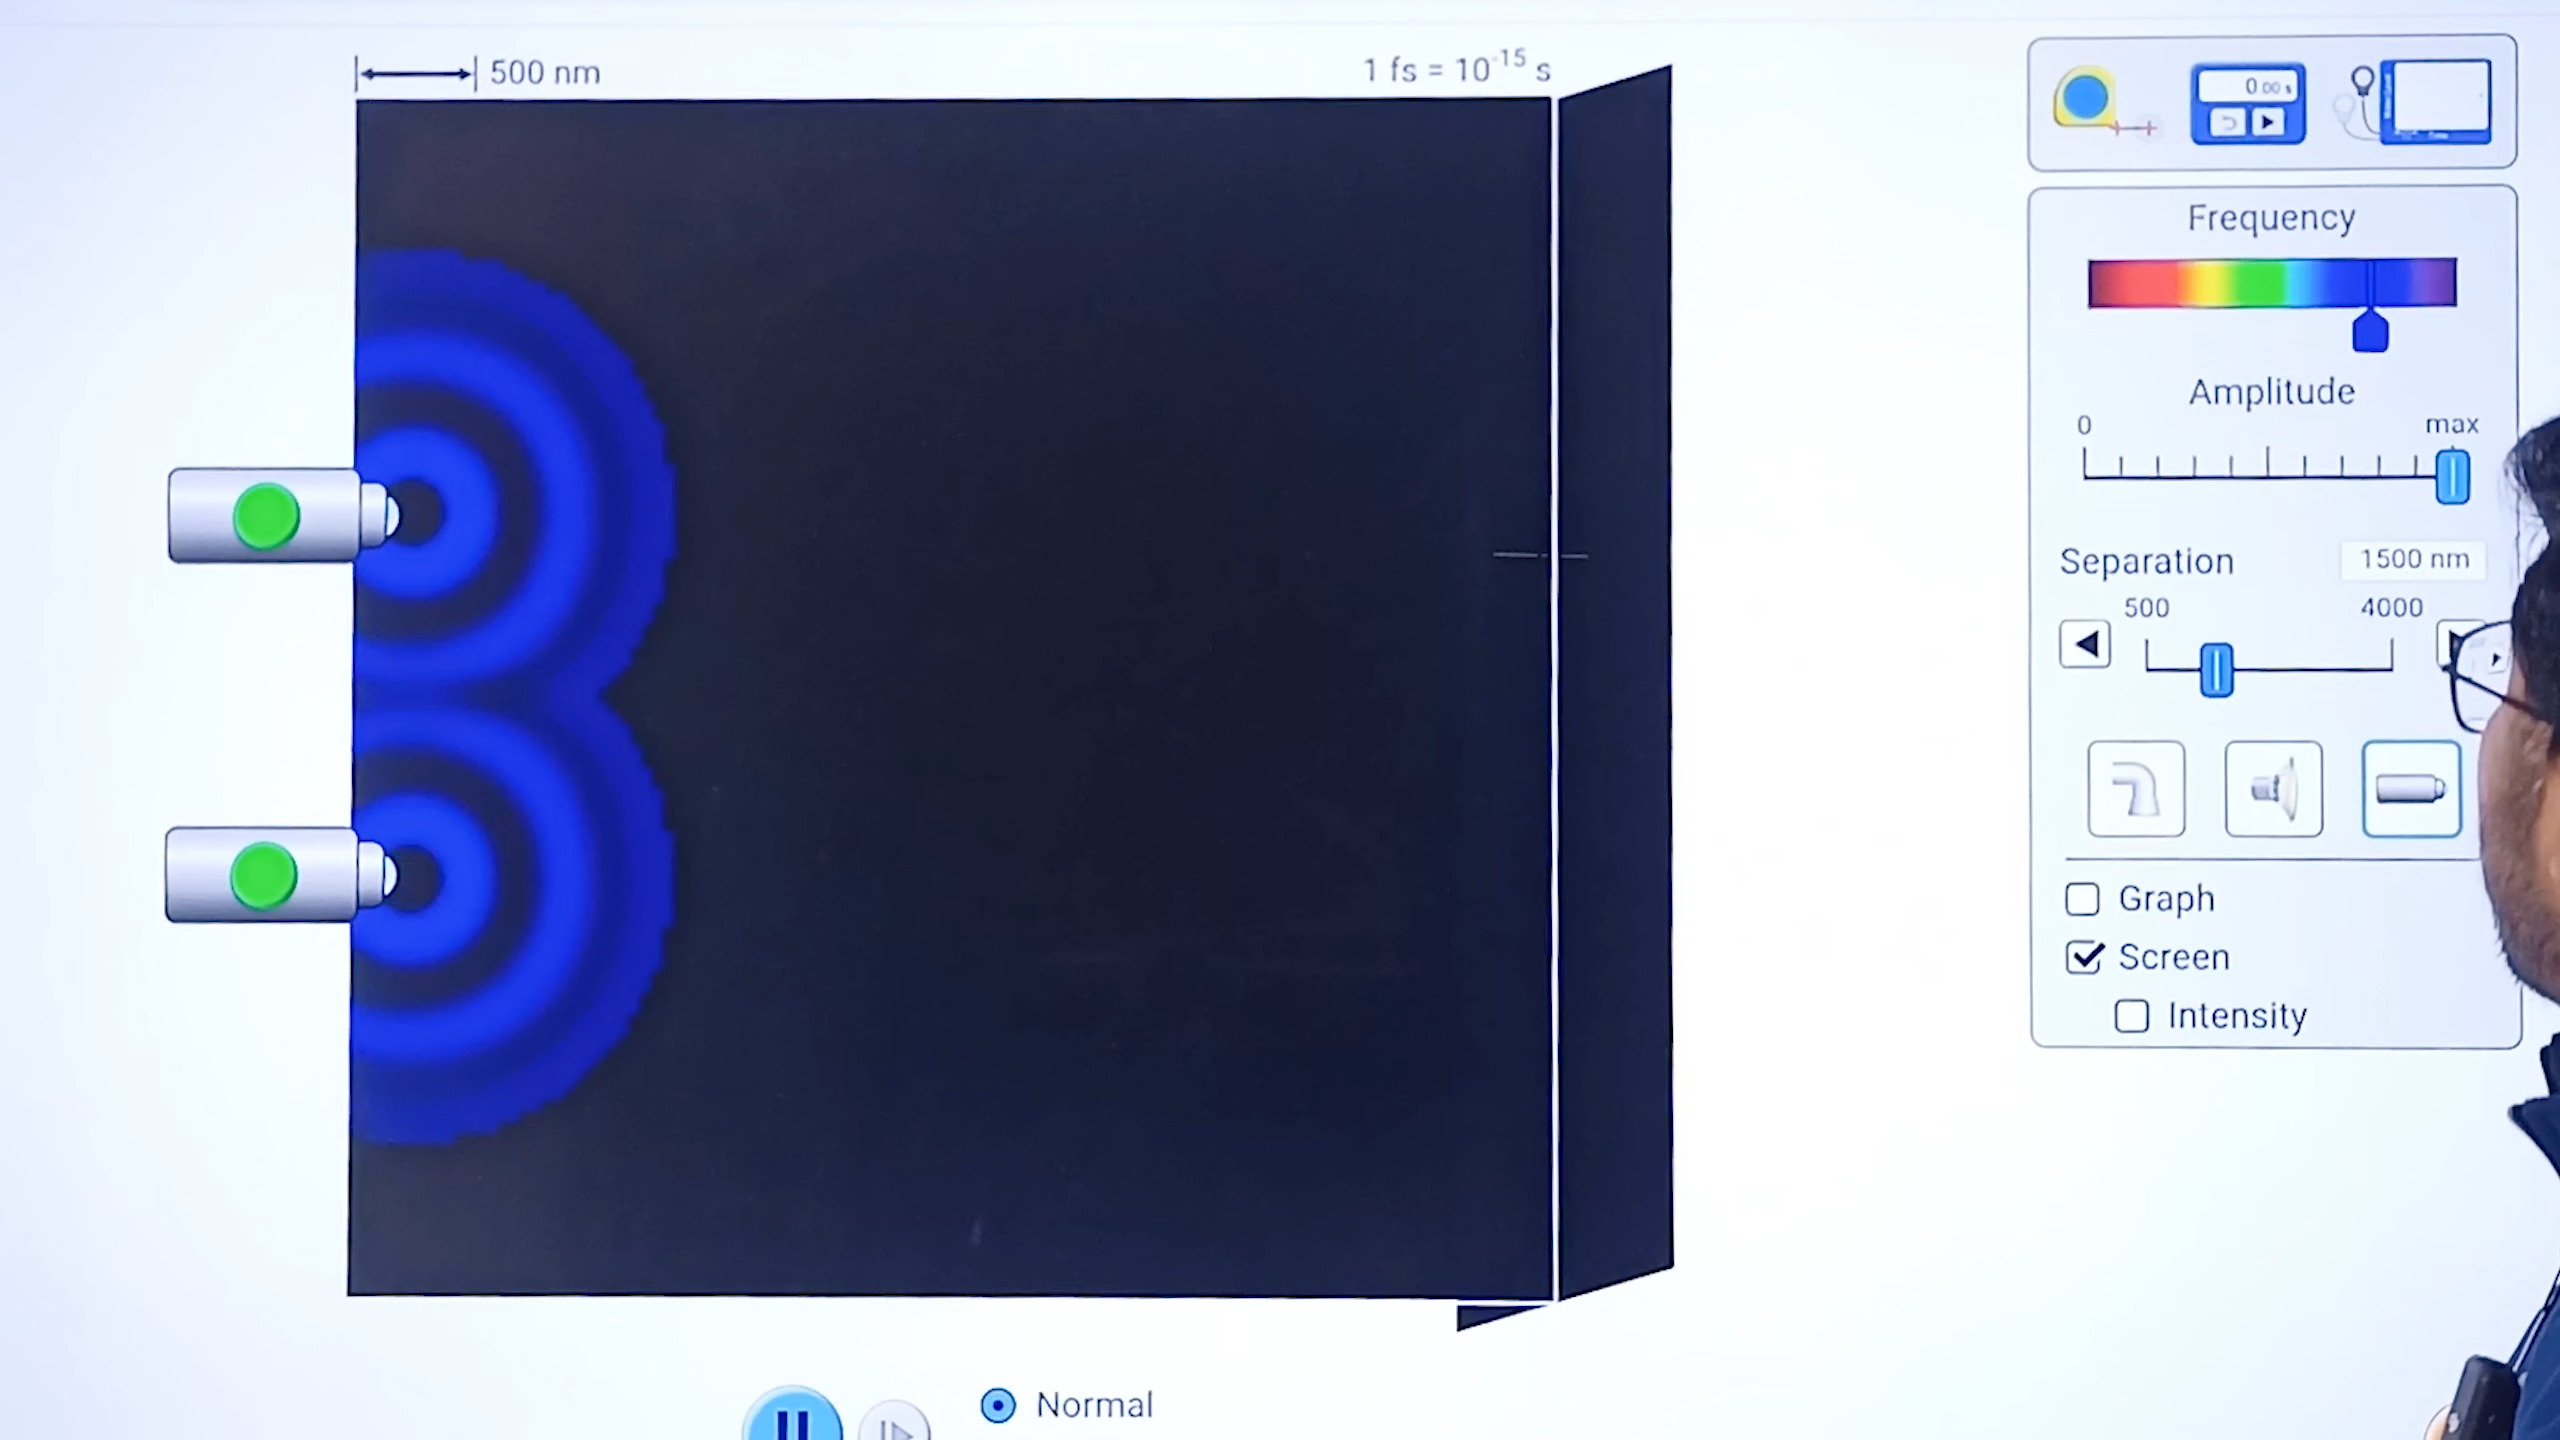 500 nm
1 fs = 10⁻¹⁵ s
0.00 s
Frequency
Amplitude
0 max
Separation 1500 nm
500 4000
Graph
Screen
Intensity
Normal